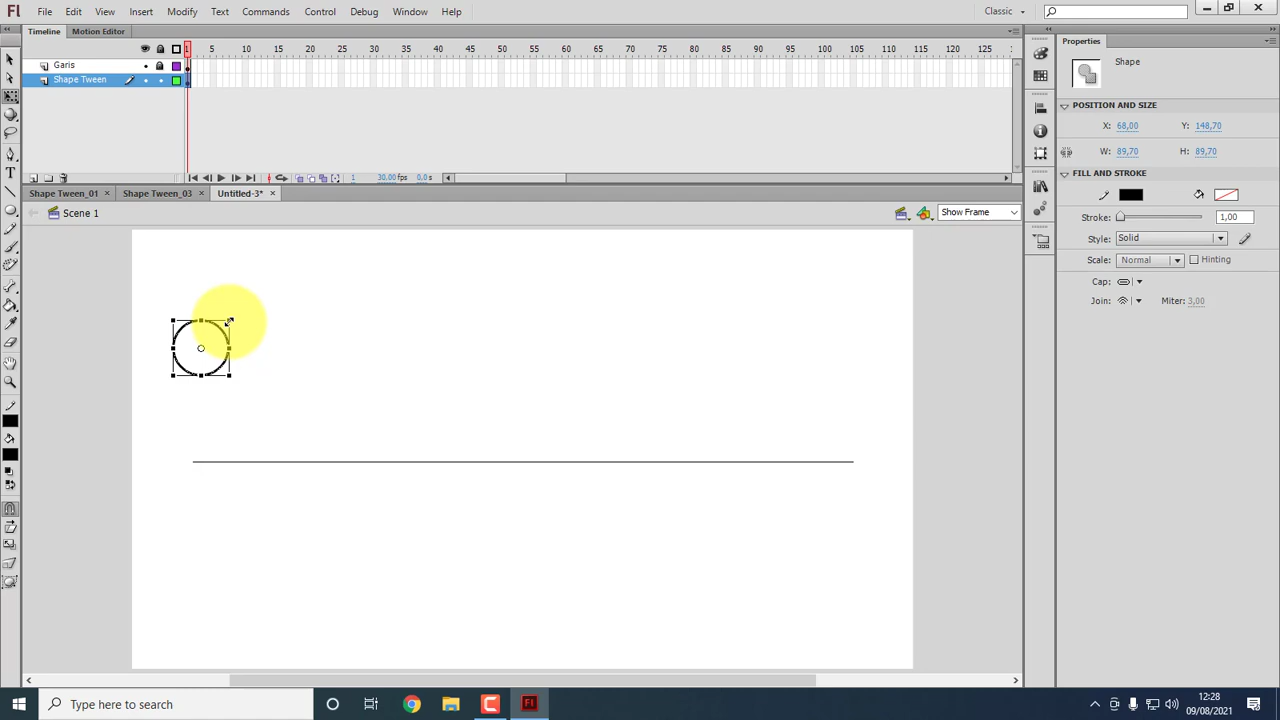 Fl File Edit View Insert Modify Text Commands Control Debug Window Help Classic
Timeline Motion Editor
1 5 10 15 20 25 30 35 40 45 50 55 60 65 70 75 80 85 90 95 100 105 110 115 120 125
Garis
Shape Tween
1 30,00 fps 0,0 s
Shape Tween_01 Shape Tween_03 Untitled-3*
Scene 1 Show Frame
Properties
Shape
POSITION AND SIZE
X: 68,00 Y: 148,70
W: 89,70 H: 89,70
FILL AND STROKE
Stroke: 1,00
Style: Solid
Scale: Normal Hinting
Cap:
Join: Miter: 3,00
T
Type here to search
Fl
12:28
09/08/2021